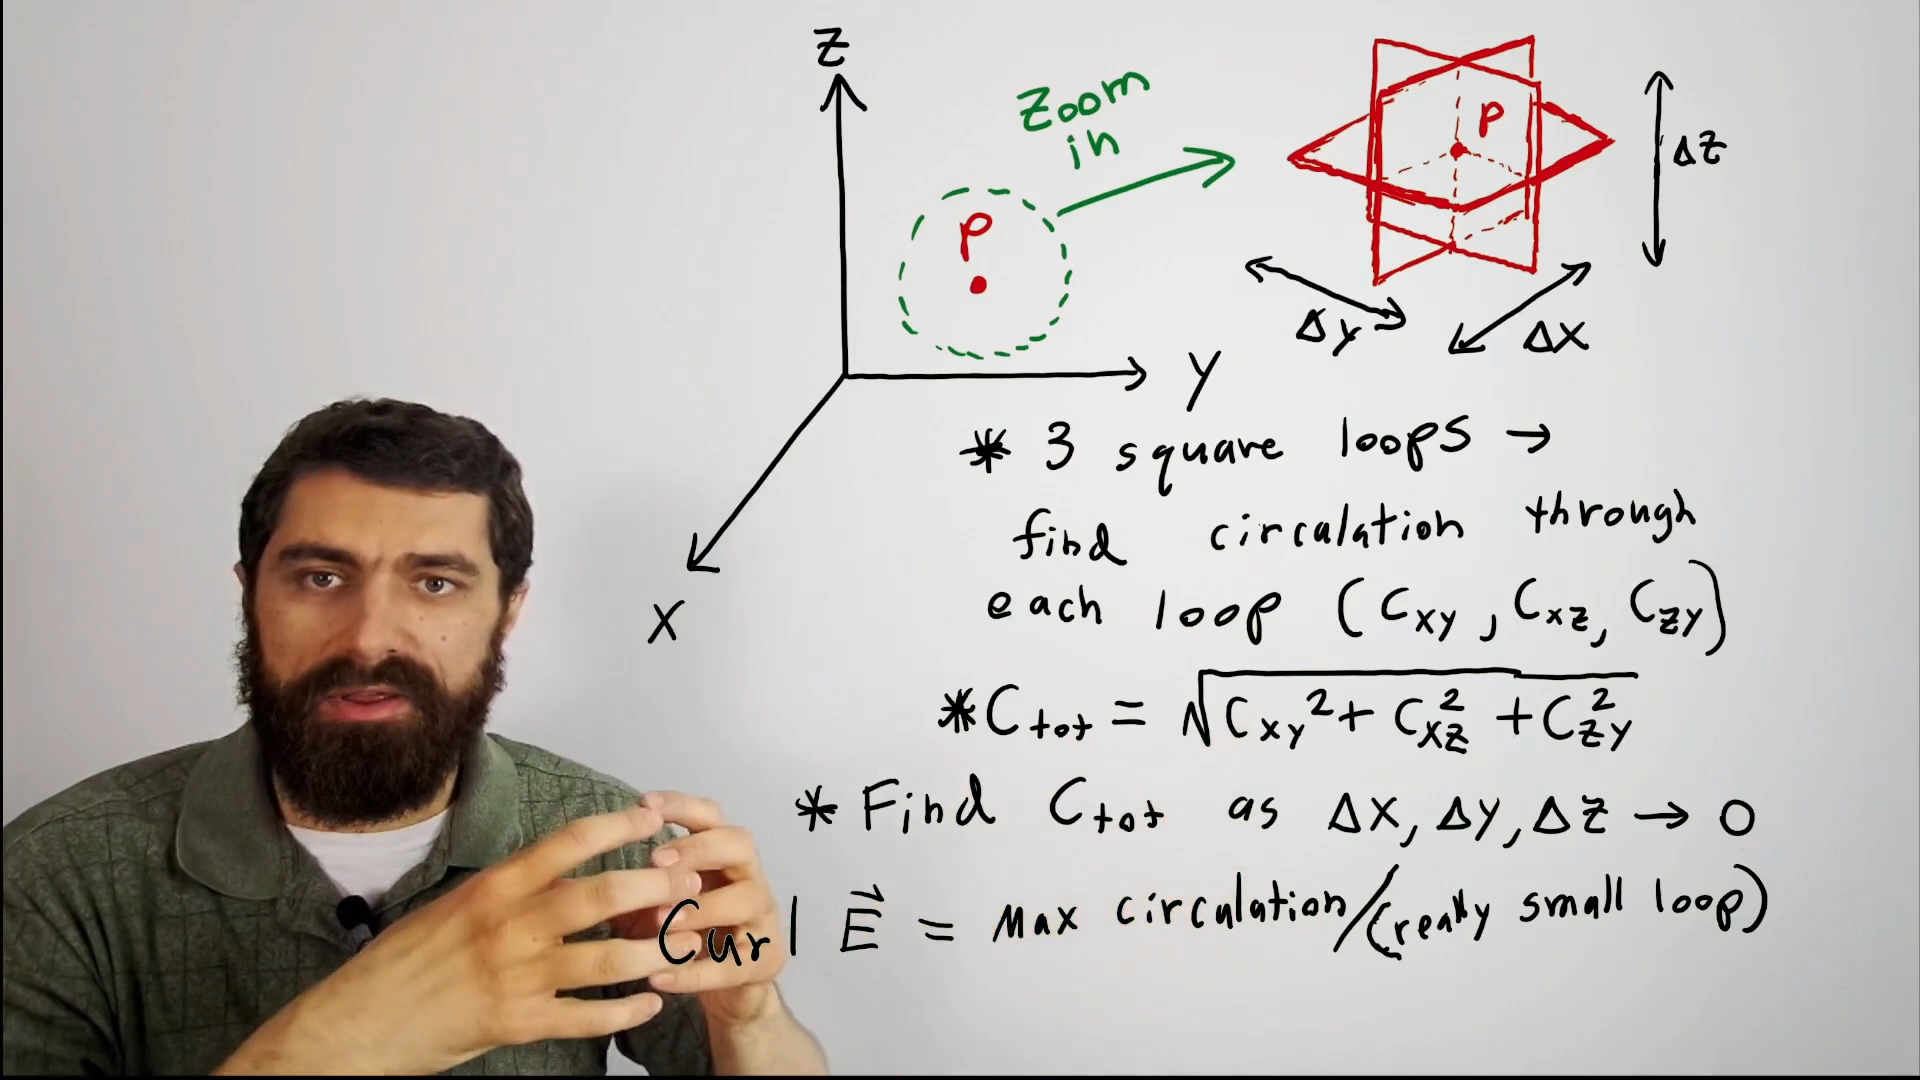 Z
Zoom
in
P
P
ΔZ
Δy
ΔX
y
X
* 3 square loops →
find circulation through
each loop (Cxy, Cxz, Czy)
*Ctot = √Cxy² + Cxz² + Czy²
* Find Ctot as ΔX, Δy, Δz → 0
Curl E⃗ = Max circulation/(really small loop)